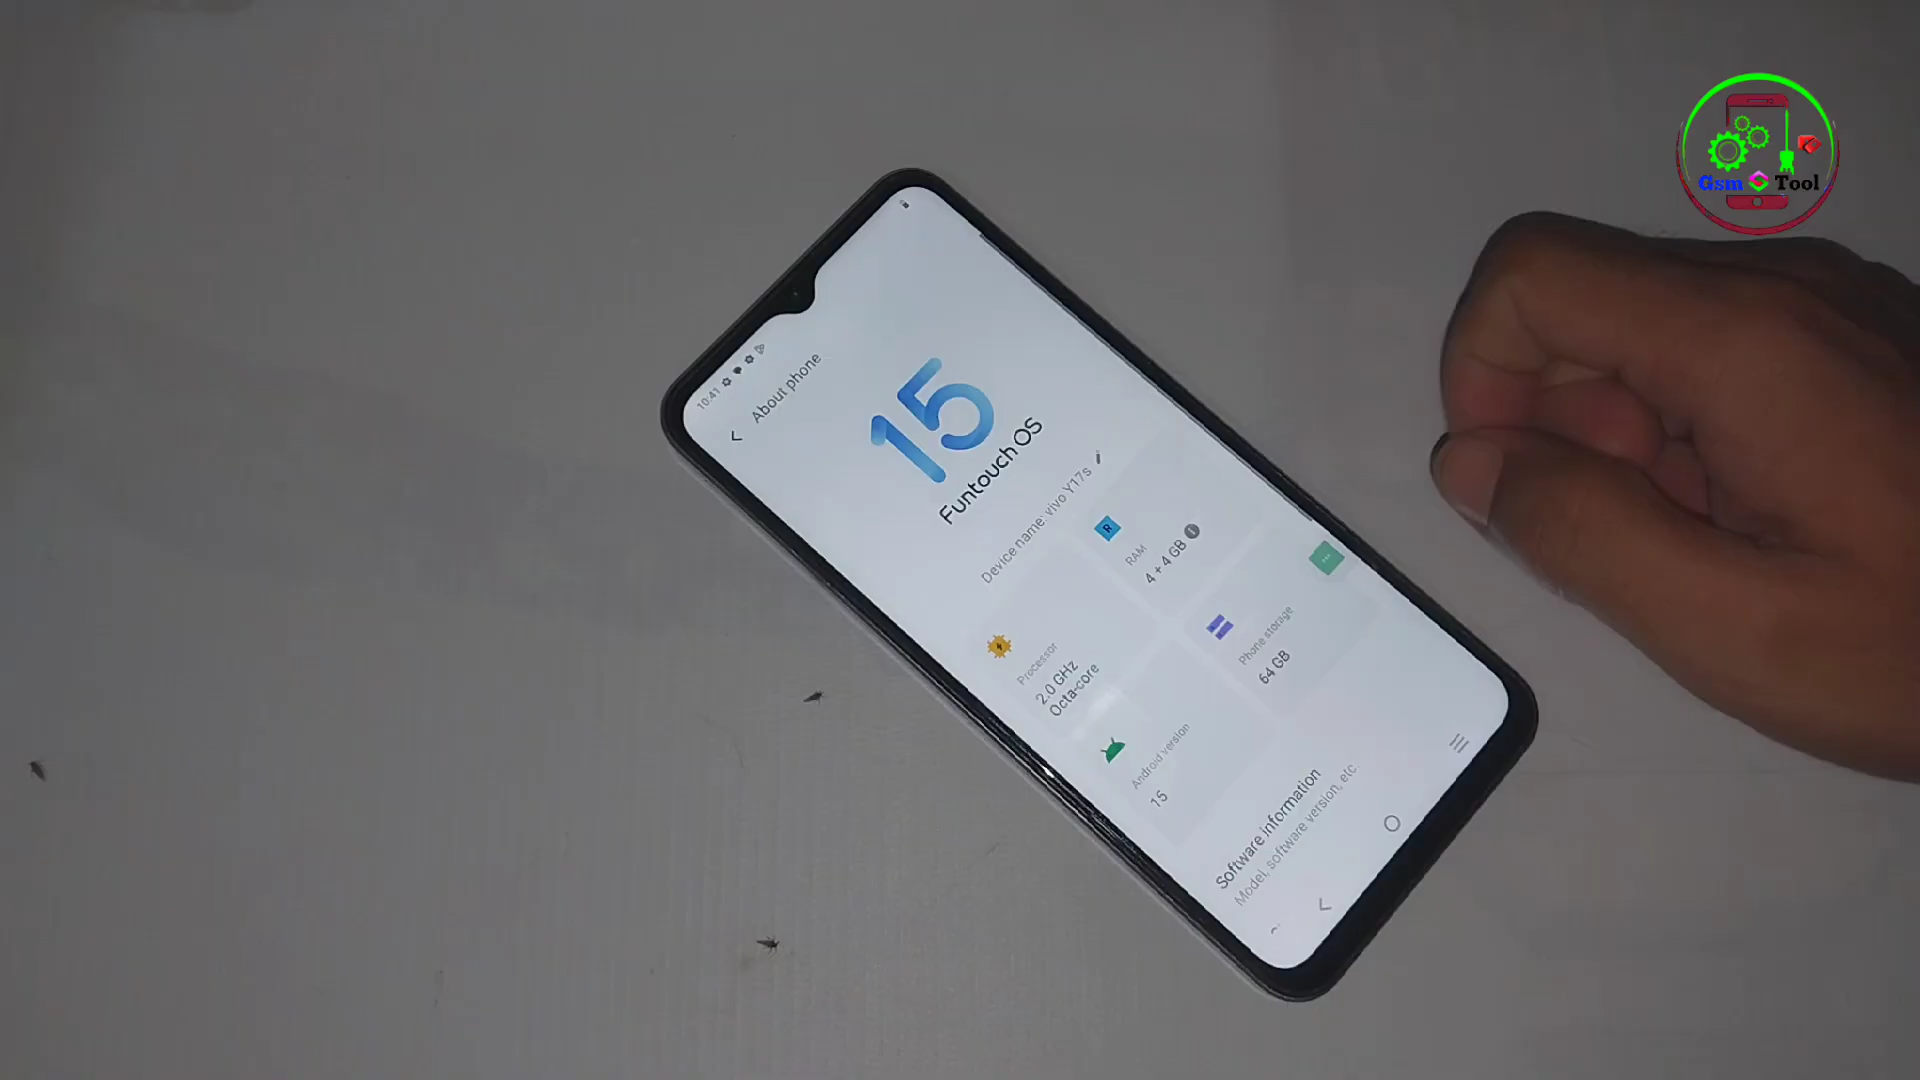 Gsm Tool
10:41
About phone
15
Funtouch OS
Device name: vivo Y17s
R
RAM
4 + 4 GB
Processor
2.0 GHz
Octa-core
Phone storage
64 GB
Android version
15
Software information
Model, software version, etc.